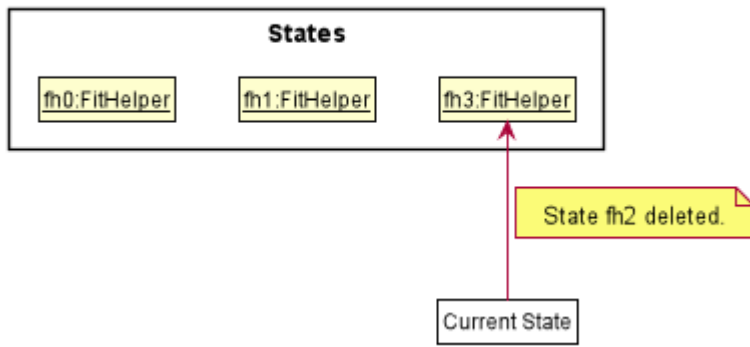 States
fh0:FitHelper
fh1:FitHelper
fh3:FitHelper
State fh2 deleted.
Current State